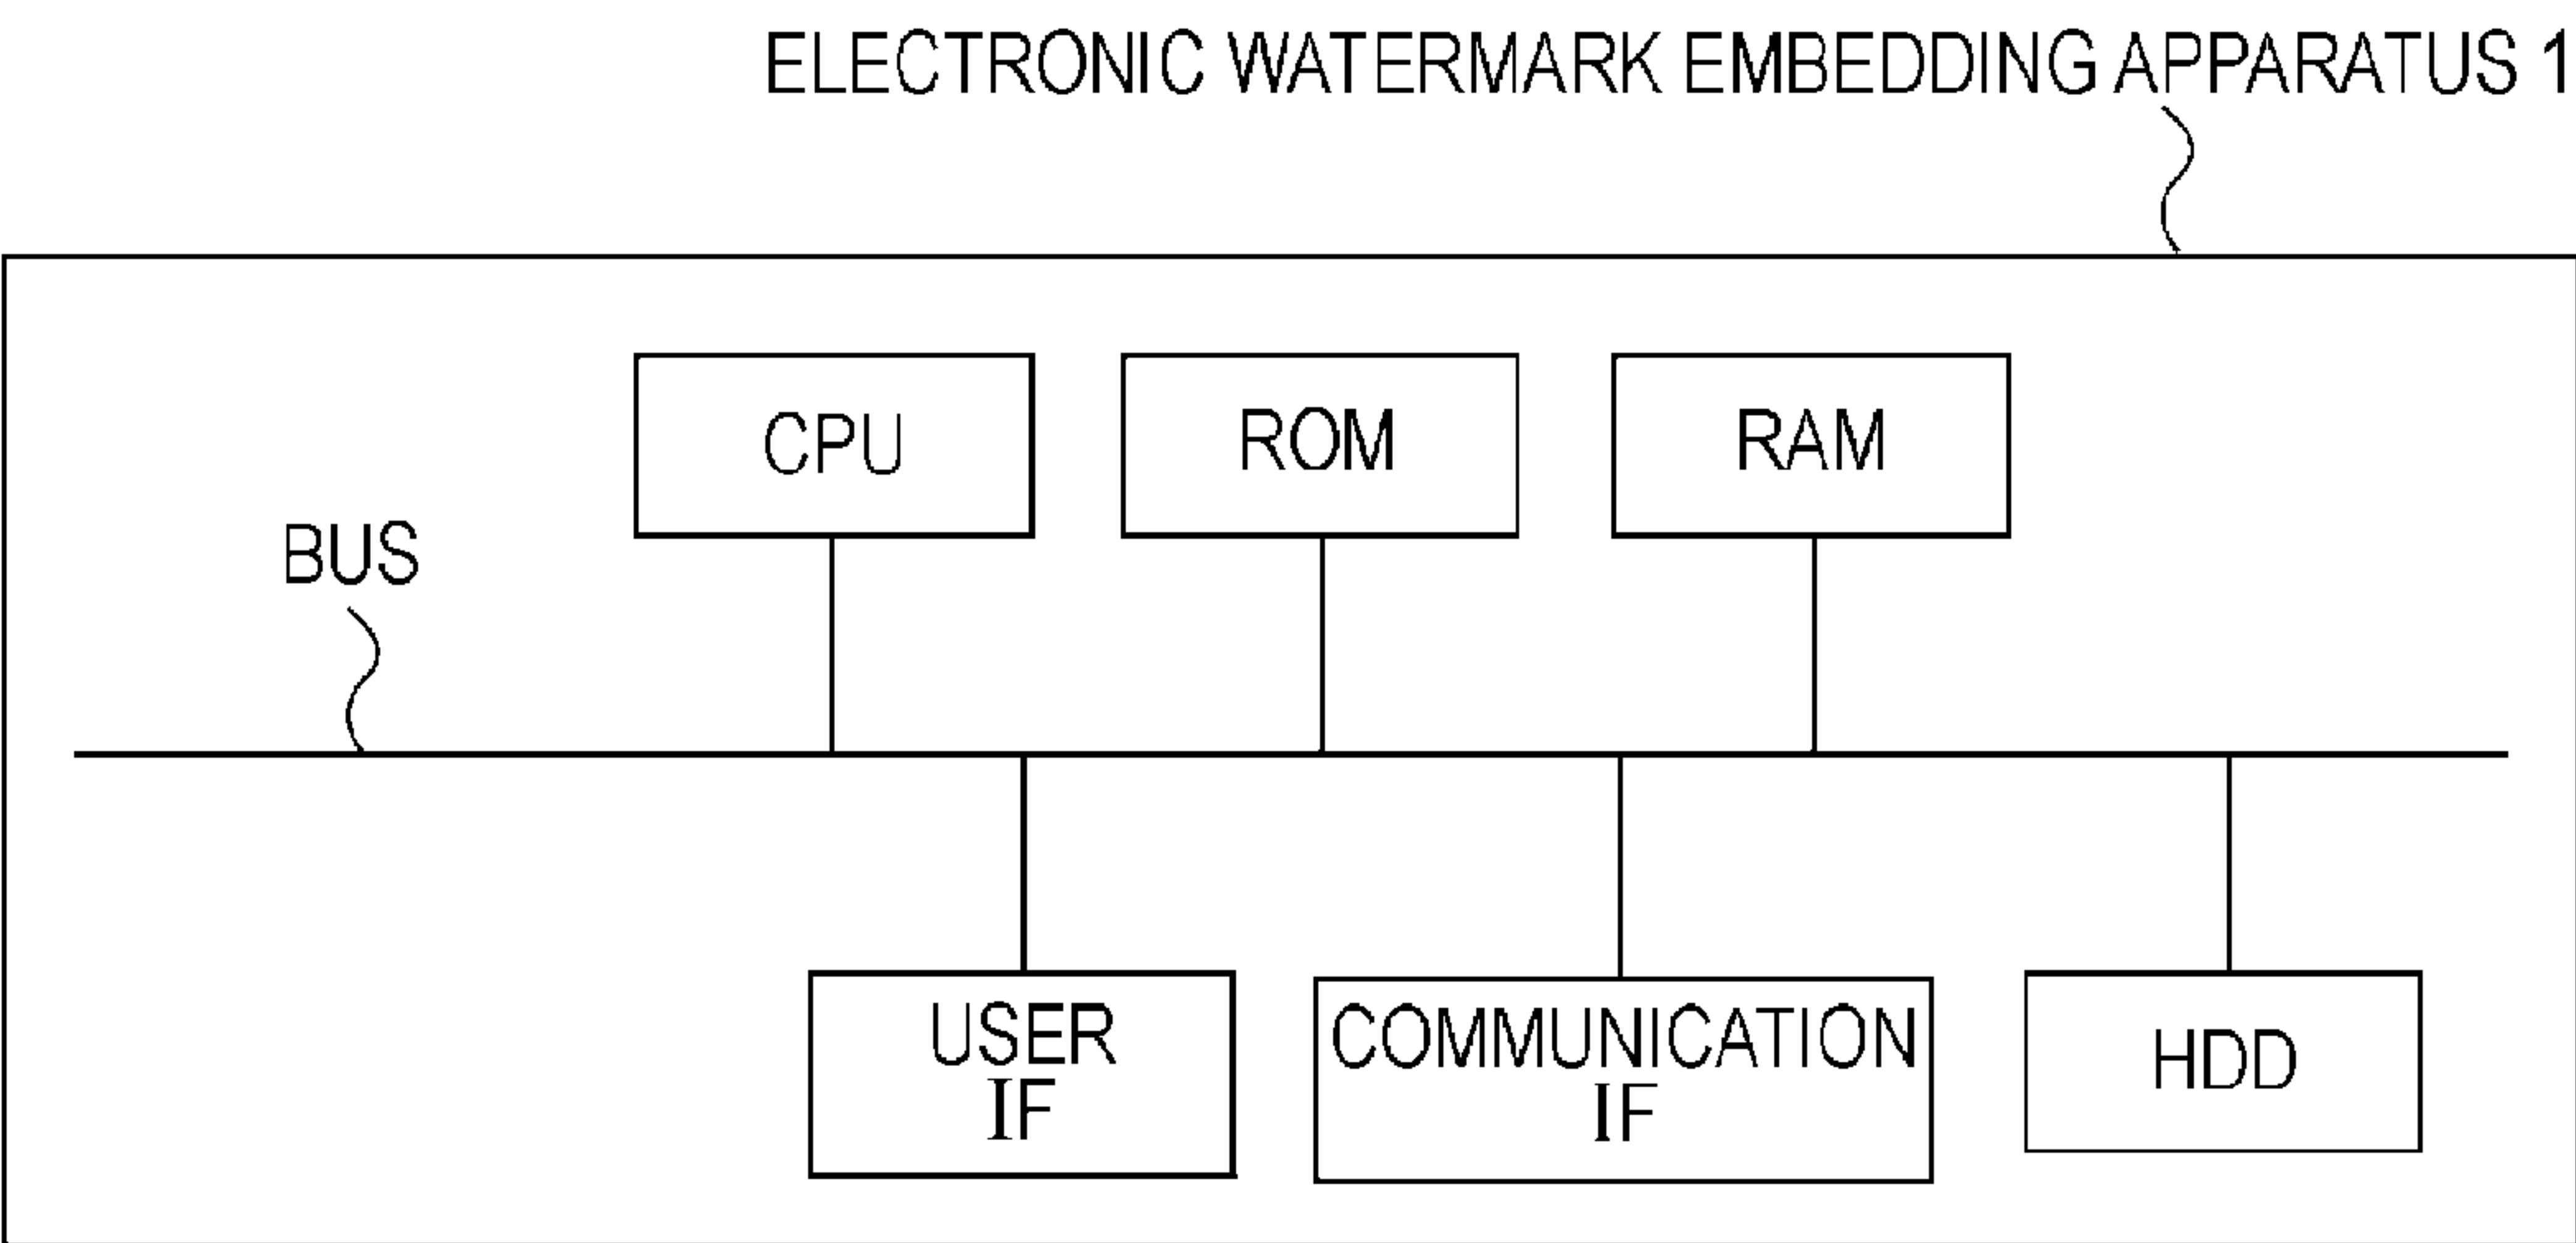 ELECTRONIC WATERMARK EMBEDDING APPARATUS 1
CPU
ROM
RAM
BUS
USER
IF
COMMUNICATION
IF
HDD